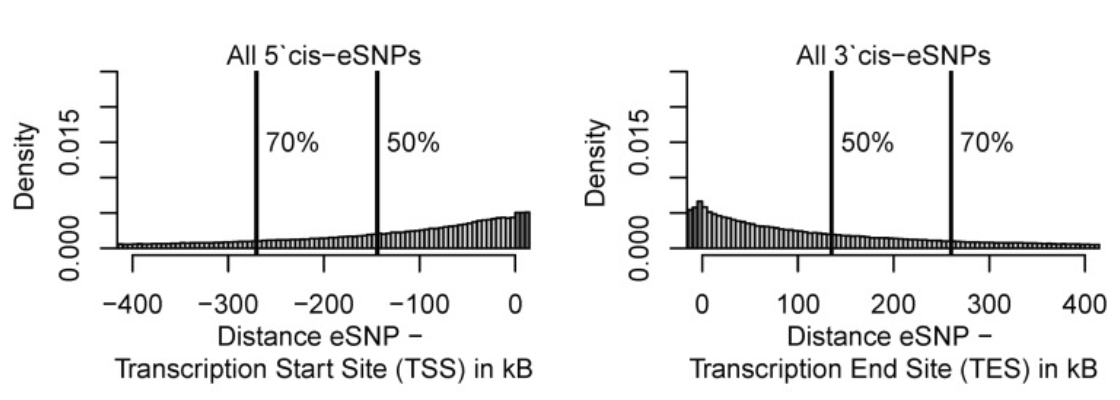 All 5`cis−eSNPs
Density
0.015
0.000
70%
50%
−400 −300 −200 −100 0
Distance eSNP −
Transcription Start Site (TSS) in kB
All 3`cis−eSNPs
Density
0.015
0.000
50%
70%
0 100 200 300 400
Distance eSNP −
Transcription End Site (TES) in kB